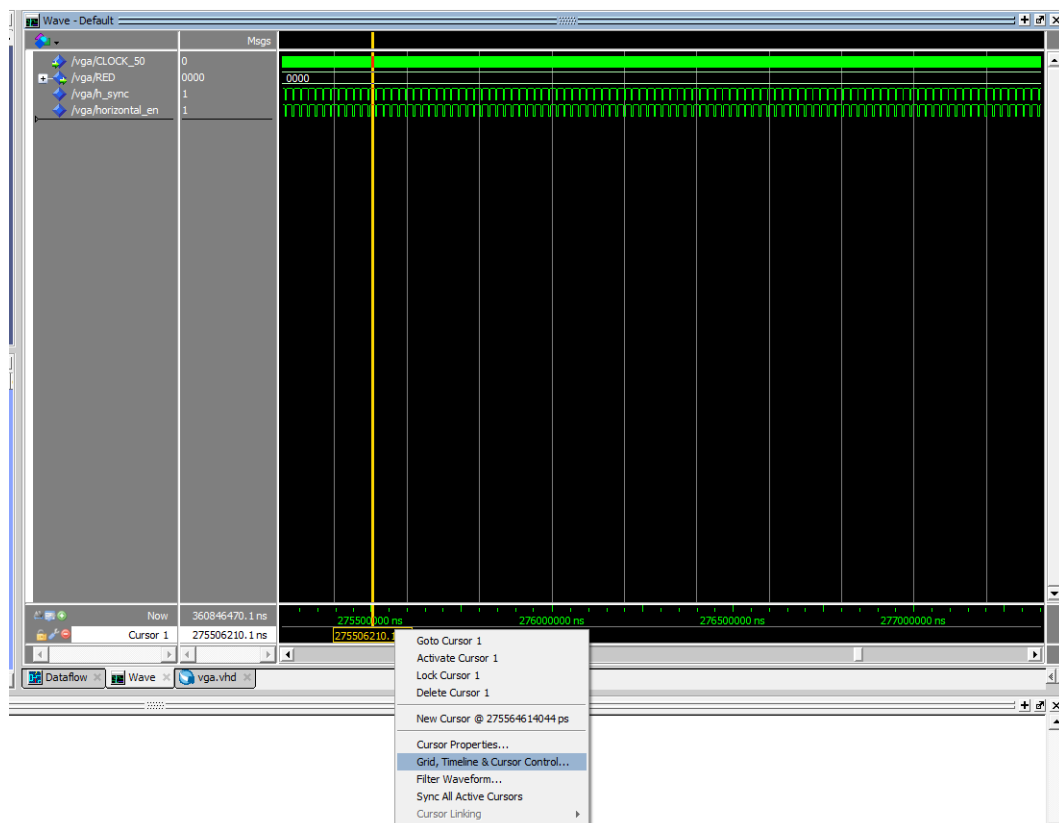 Wave - Default
Msgs
/vga/CLOCK_50 0
/vga/RED 0000 0000
/vga/h_sync 1
/vga/horizontal_en 1
Now 360846470.1 ns
275500000 ns 276000000 ns 276500000 ns 277000000 ns
Cursor 1 275506210.1 ns 275506210.1
Goto Cursor 1
Activate Cursor 1
Lock Cursor 1
Delete Cursor 1
New Cursor @ 275564614044 ps
Cursor Properties...
Grid, Timeline & Cursor Control...
Filter Waveform...
Sync All Active Cursors
Cursor Linking
Dataflow Wave vga.vhd